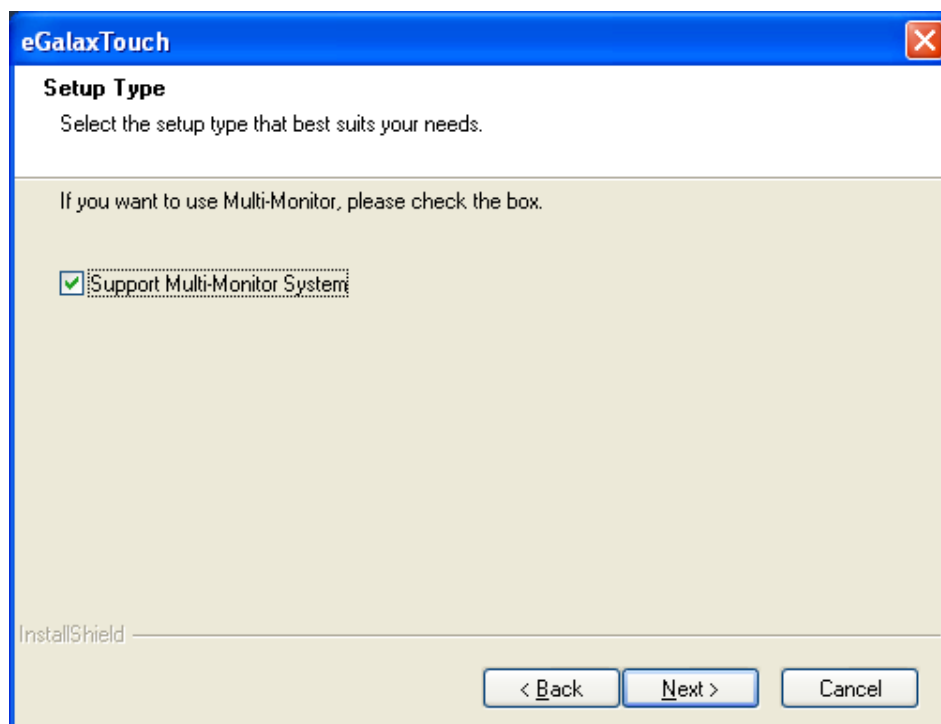 eGalaxTouch
Setup Type
Select the setup type that best suits your needs.
If you want to use Multi-Monitor, please check the box.
Support Multi-Monitor System
InstallShield
< Back
Next >
Cancel